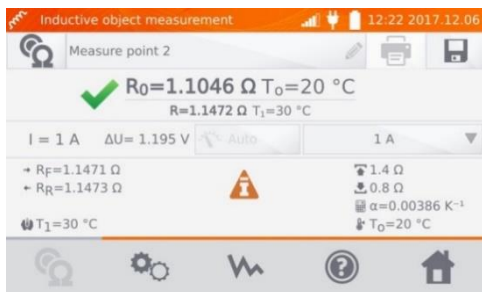 Inductive object measurement 12:22 2017.12.06
Measure point 2
R0=1.1046 Ω To=20 °C
R=1.1472 Ω T1=30 °C
I = 1 A ΔU= 1.195 V Auto 1 A
RF=1.1471 Ω 1.4 Ω
RR=1.1473 Ω 0.8 Ω
α=0.00386 K⁻¹
T1=30 °C To=20 °C